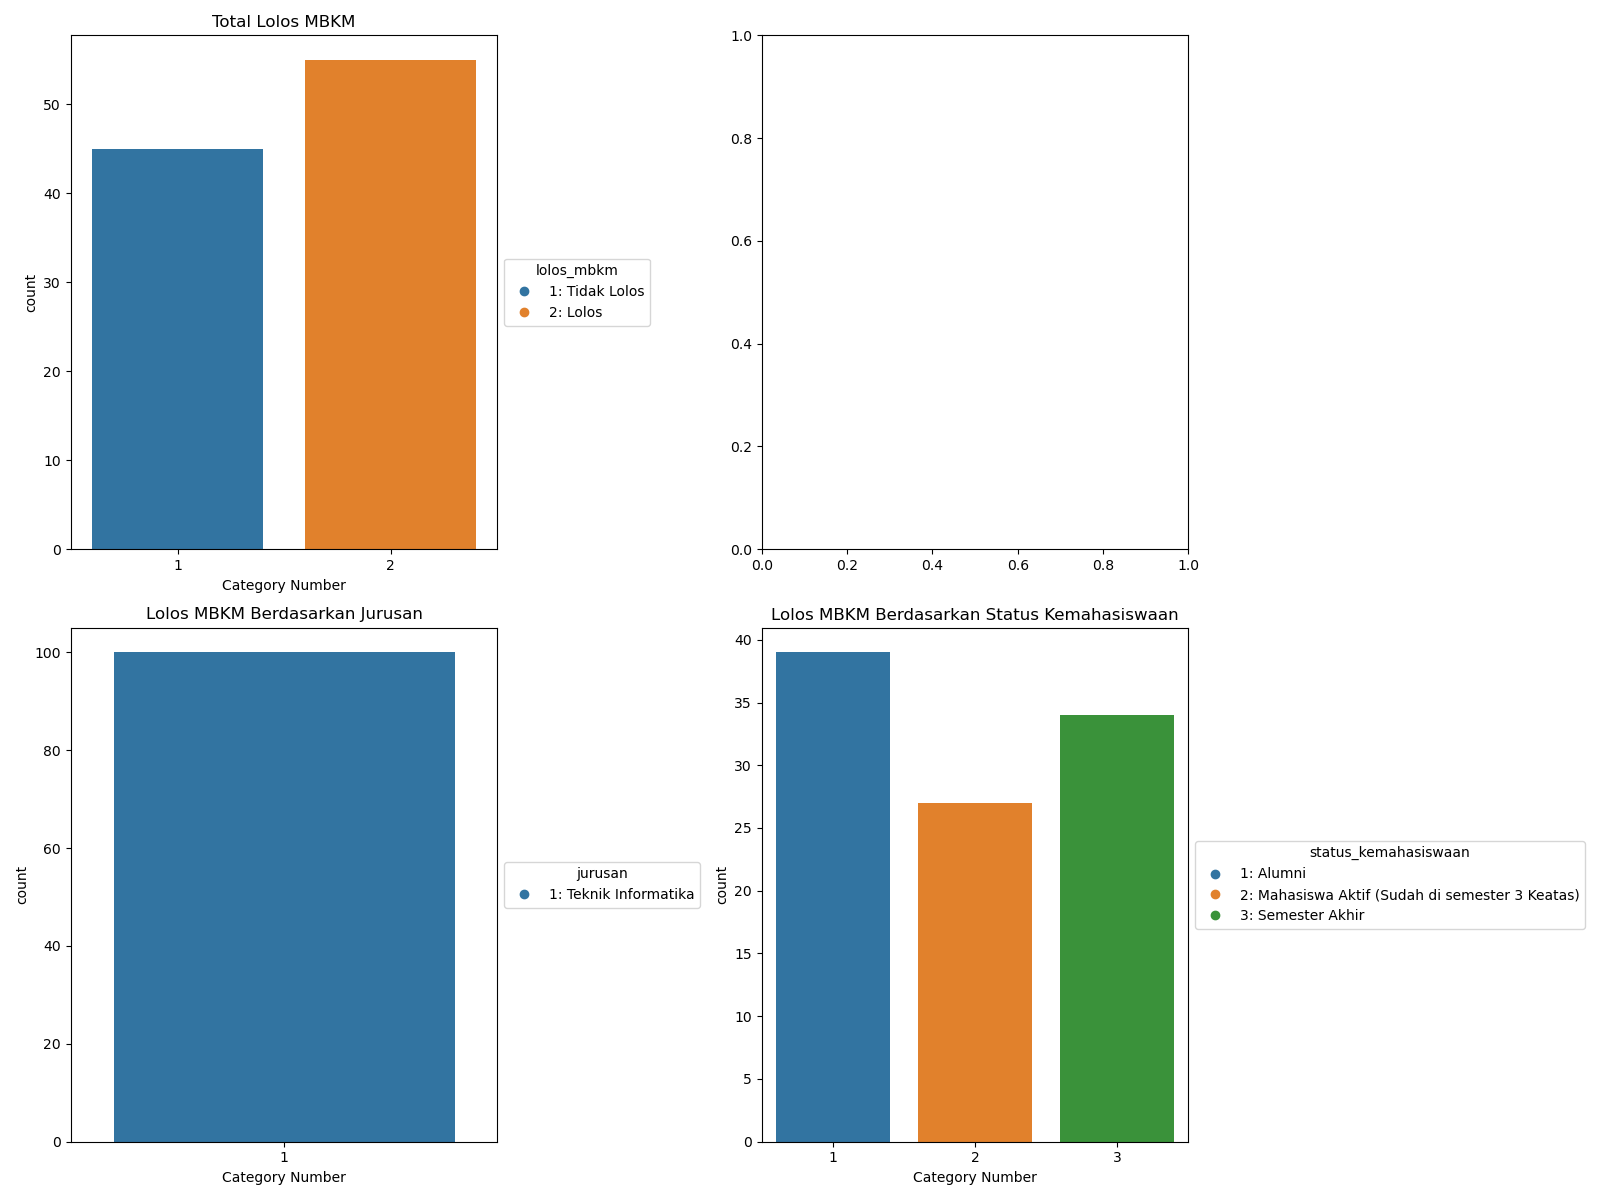 Total Lolos MBKM
count
50
40
30
20
10
0
1 2
Category Number
lolos_mbkm
1: Tidak Lolos
2: Lolos
1.0
0.8
0.6
0.4
0.2
0.0
0.0 0.2 0.4 0.6 0.8 1.0
Lolos MBKM Berdasarkan Jurusan
count
100
80
60
40
20
0
1
Category Number
jurusan
1: Teknik Informatika
Lolos MBKM Berdasarkan Status Kemahasiswaan
count
40
35
30
25
20
15
10
5
0
1 2 3
Category Number
status_kemahasiswaan
1: Alumni
2: Mahasiswa Aktif (Sudah di semester 3 Keatas)
3: Semester Akhir